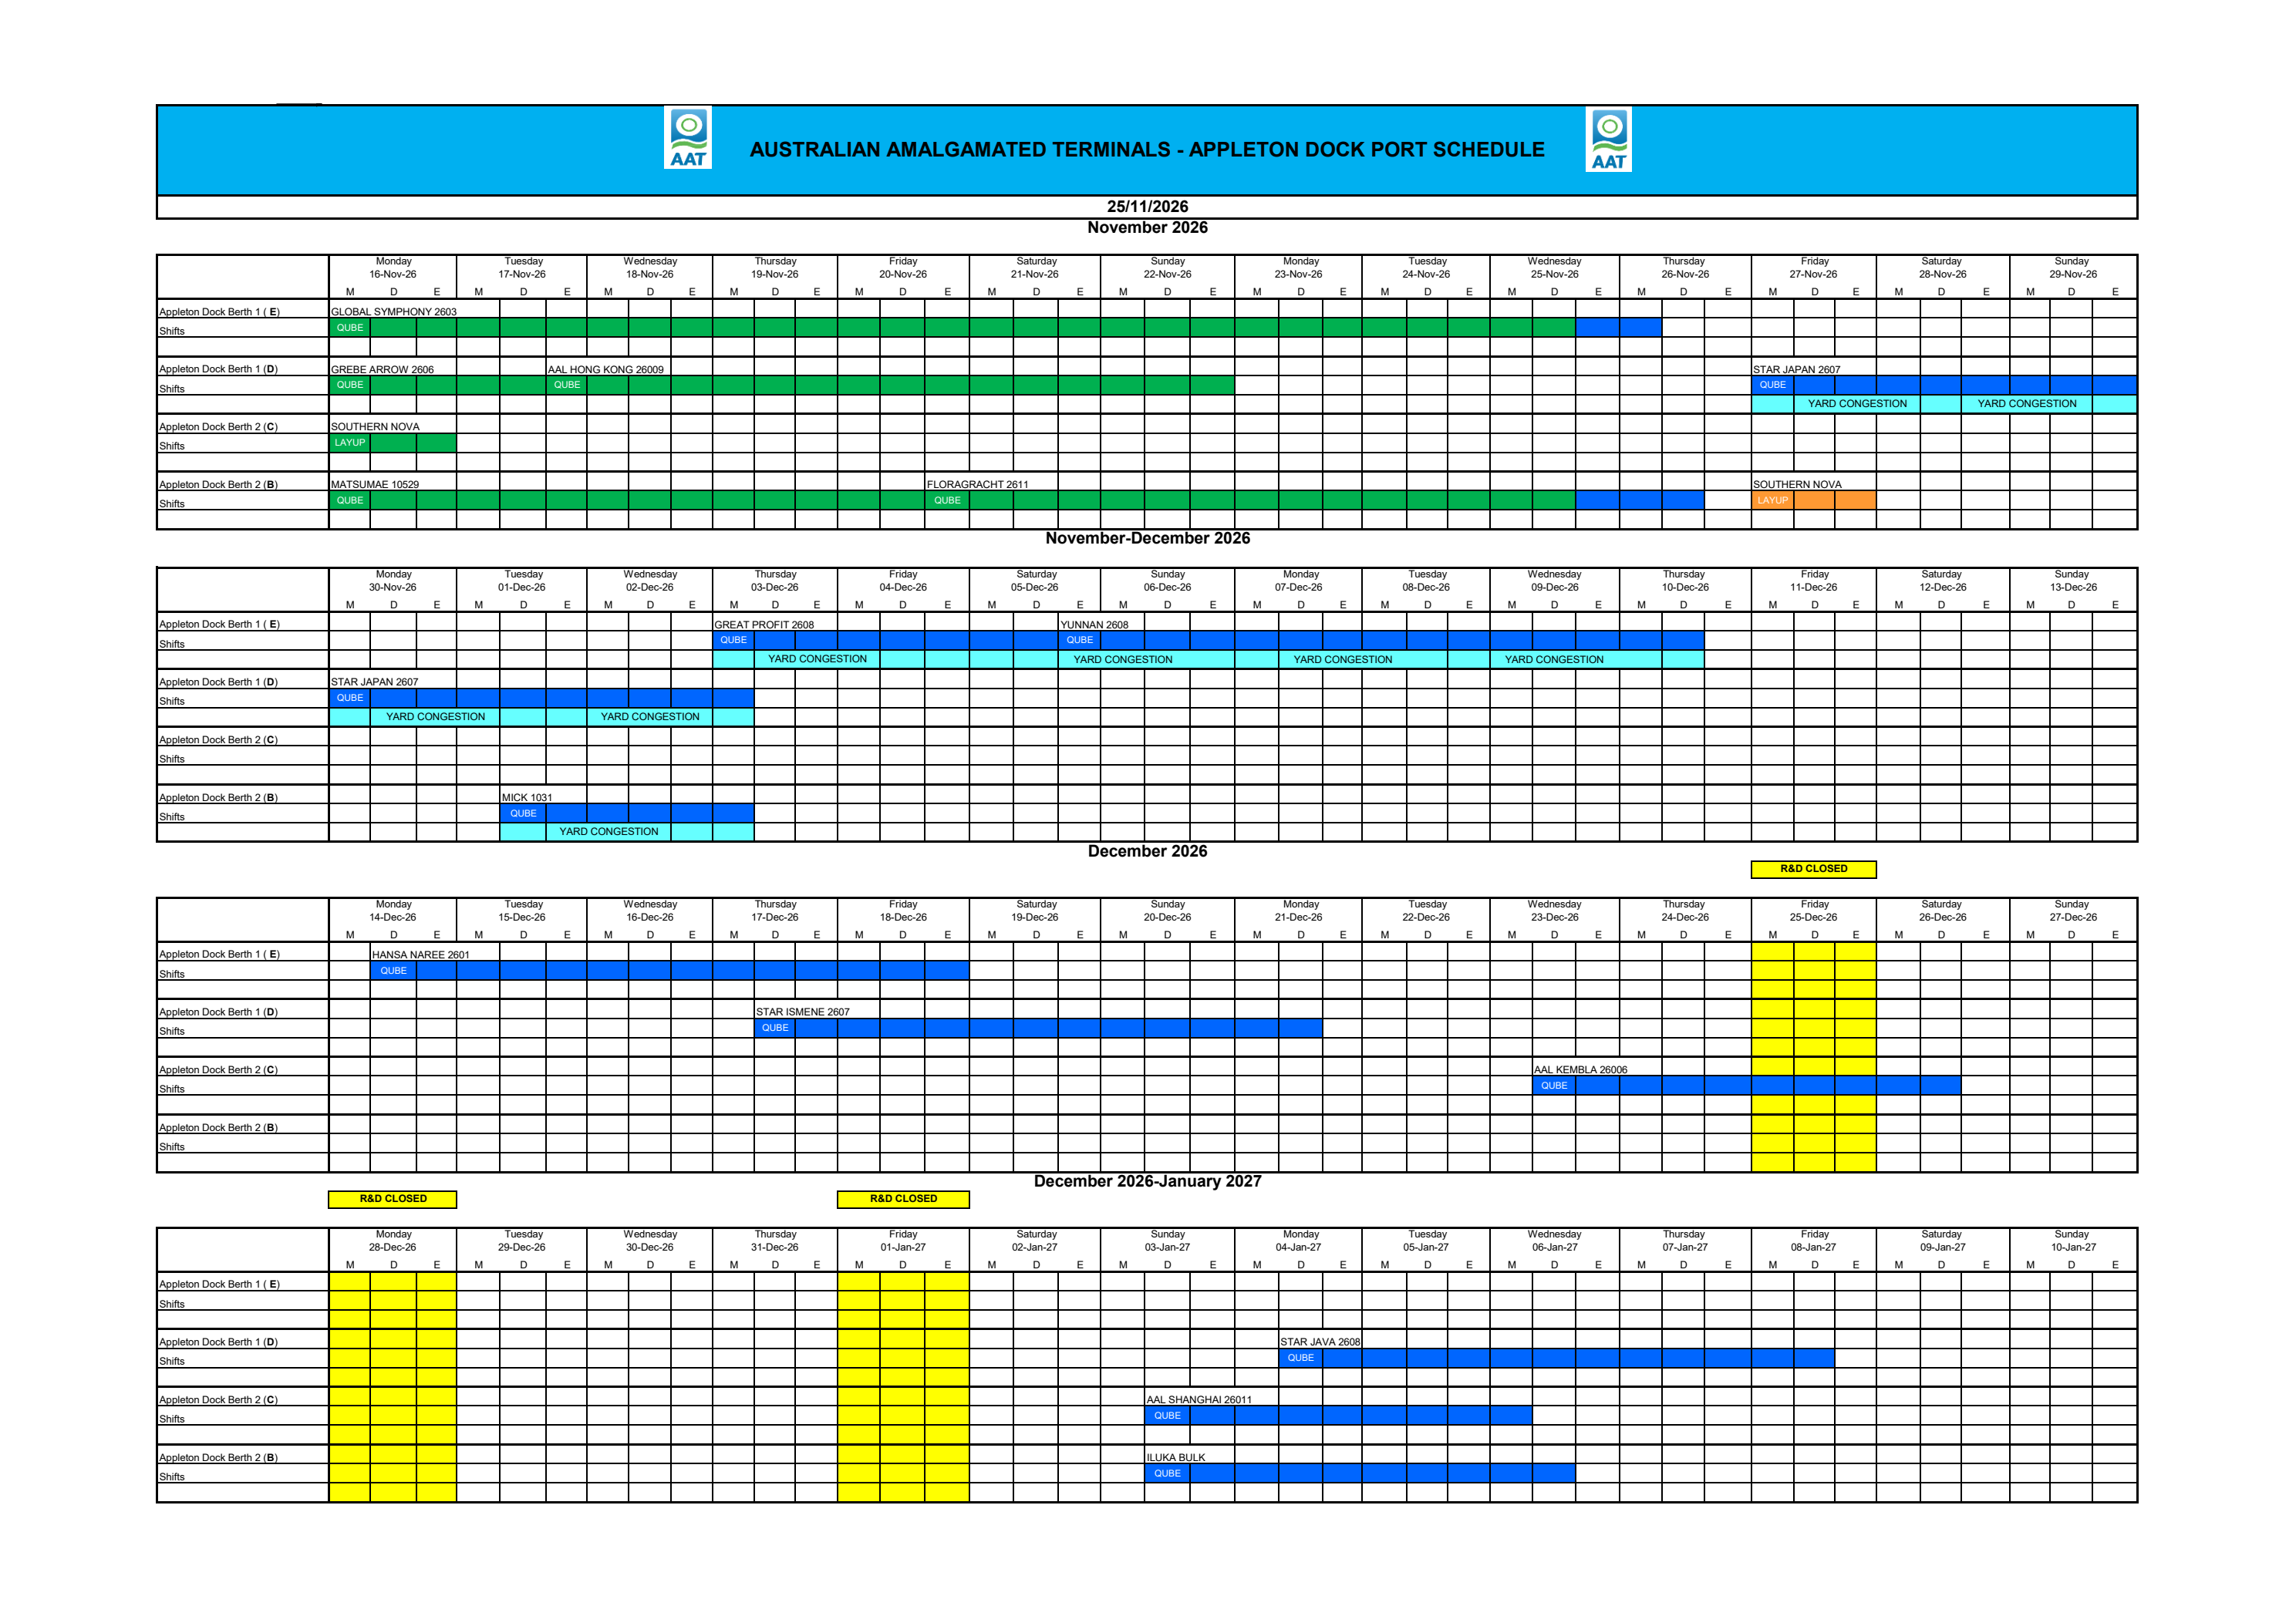 AAT
AUSTRALIAN AMALGAMATED TERMINALS - APPLETON DOCK PORT SCHEDULE
AAT
25/11/2026
November 2026
Monday Tuesday Wednesday Thursday Friday Saturday Sunday Monday Tuesday Wednesday Thursday Friday Saturday Sunday
16-Nov-26 17-Nov-26 18-Nov-26 19-Nov-26 20-Nov-26 21-Nov-26 22-Nov-26 23-Nov-26 24-Nov-26 25-Nov-26 26-Nov-26 27-Nov-26 28-Nov-26 29-Nov-26
M D E M D E M D E M D E M D E M D E M D E M D E M D E M D E M D E M D E M D E M D E
Appleton Dock Berth 1 ( E) GLOBAL SYMPHONY 2603
Shifts QUBE
Appleton Dock Berth 1 (D) GREBE ARROW 2606 AAL HONG KONG 26009 STAR JAPAN 2607
Shifts QUBE QUBE QUBE
YARD CONGESTION YARD CONGESTION
Appleton Dock Berth 2 (C) SOUTHERN NOVA
Shifts LAYUP
Appleton Dock Berth 2 (B) MATSUMAE 10529 FLORAGRACHT 2611 SOUTHERN NOVA
Shifts QUBE QUBE LAYUP
November-December 2026
Monday Tuesday Wednesday Thursday Friday Saturday Sunday Monday Tuesday Wednesday Thursday Friday Saturday Sunday
30-Nov-26 01-Dec-26 02-Dec-26 03-Dec-26 04-Dec-26 05-Dec-26 06-Dec-26 07-Dec-26 08-Dec-26 09-Dec-26 10-Dec-26 11-Dec-26 12-Dec-26 13-Dec-26
M D E M D E M D E M D E M D E M D E M D E M D E M D E M D E M D E M D E M D E M D E
Appleton Dock Berth 1 ( E) GREAT PROFIT 2608 YUNNAN 2608
Shifts QUBE QUBE
YARD CONGESTION YARD CONGESTION YARD CONGESTION YARD CONGESTION
Appleton Dock Berth 1 (D) STAR JAPAN 2607
Shifts QUBE
YARD CONGESTION YARD CONGESTION
Appleton Dock Berth 2 (C)
Shifts
Appleton Dock Berth 2 (B) MICK 1031
Shifts QUBE
YARD CONGESTION
December 2026
R&D CLOSED
Monday Tuesday Wednesday Thursday Friday Saturday Sunday Monday Tuesday Wednesday Thursday Friday Saturday Sunday
14-Dec-26 15-Dec-26 16-Dec-26 17-Dec-26 18-Dec-26 19-Dec-26 20-Dec-26 21-Dec-26 22-Dec-26 23-Dec-26 24-Dec-26 25-Dec-26 26-Dec-26 27-Dec-26
M D E M D E M D E M D E M D E M D E M D E M D E M D E M D E M D E M D E M D E M D E
Appleton Dock Berth 1 ( E) HANSA NAREE 2601
Shifts QUBE
Appleton Dock Berth 1 (D) STAR ISMENE 2607
Shifts QUBE
Appleton Dock Berth 2 (C) AAL KEMBLA 26006
Shifts QUBE
Appleton Dock Berth 2 (B)
Shifts
December 2026-January 2027
R&D CLOSED R&D CLOSED
Monday Tuesday Wednesday Thursday Friday Saturday Sunday Monday Tuesday Wednesday Thursday Friday Saturday Sunday
28-Dec-26 29-Dec-26 30-Dec-26 31-Dec-26 01-Jan-27 02-Jan-27 03-Jan-27 04-Jan-27 05-Jan-27 06-Jan-27 07-Jan-27 08-Jan-27 09-Jan-27 10-Jan-27
M D E M D E M D E M D E M D E M D E M D E M D E M D E M D E M D E M D E M D E M D E
Appleton Dock Berth 1 ( E)
Shifts
Appleton Dock Berth 1 (D) STAR JAVA 2608
Shifts QUBE
Appleton Dock Berth 2 (C) AAL SHANGHAI 26011
Shifts QUBE
Appleton Dock Berth 2 (B) ILUKA BULK
Shifts QUBE